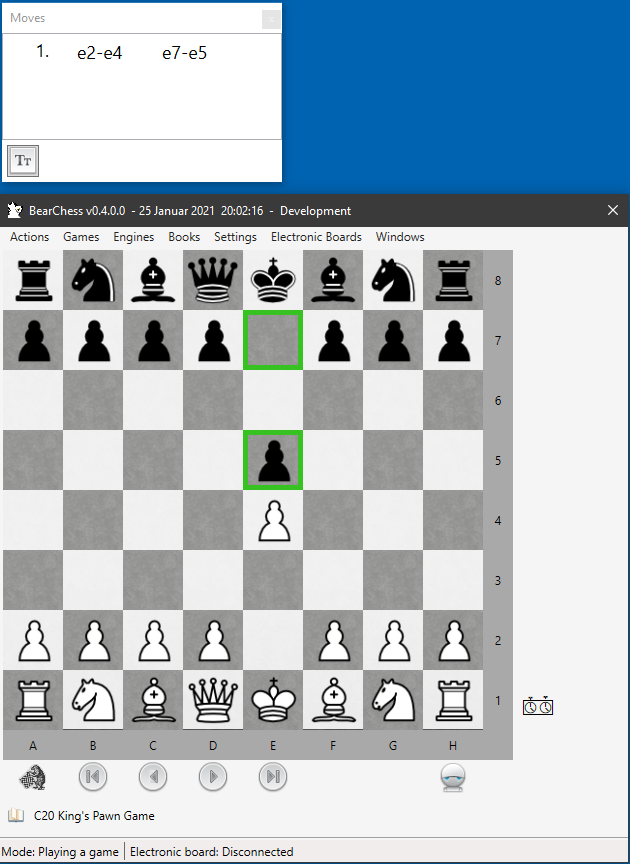 Moves
1. e2-e4 e7-e5
Tт
BearChess v0.4.0.0 - 25 Januar 2021 20:02:16 - Development
Actions Games Engines Books Settings Electronic Boards Windows
8
7
6
5
4
3
2
1
A B C D E F G H
C20 King's Pawn Game
Mode: Playing a game Electronic board: Disconnected